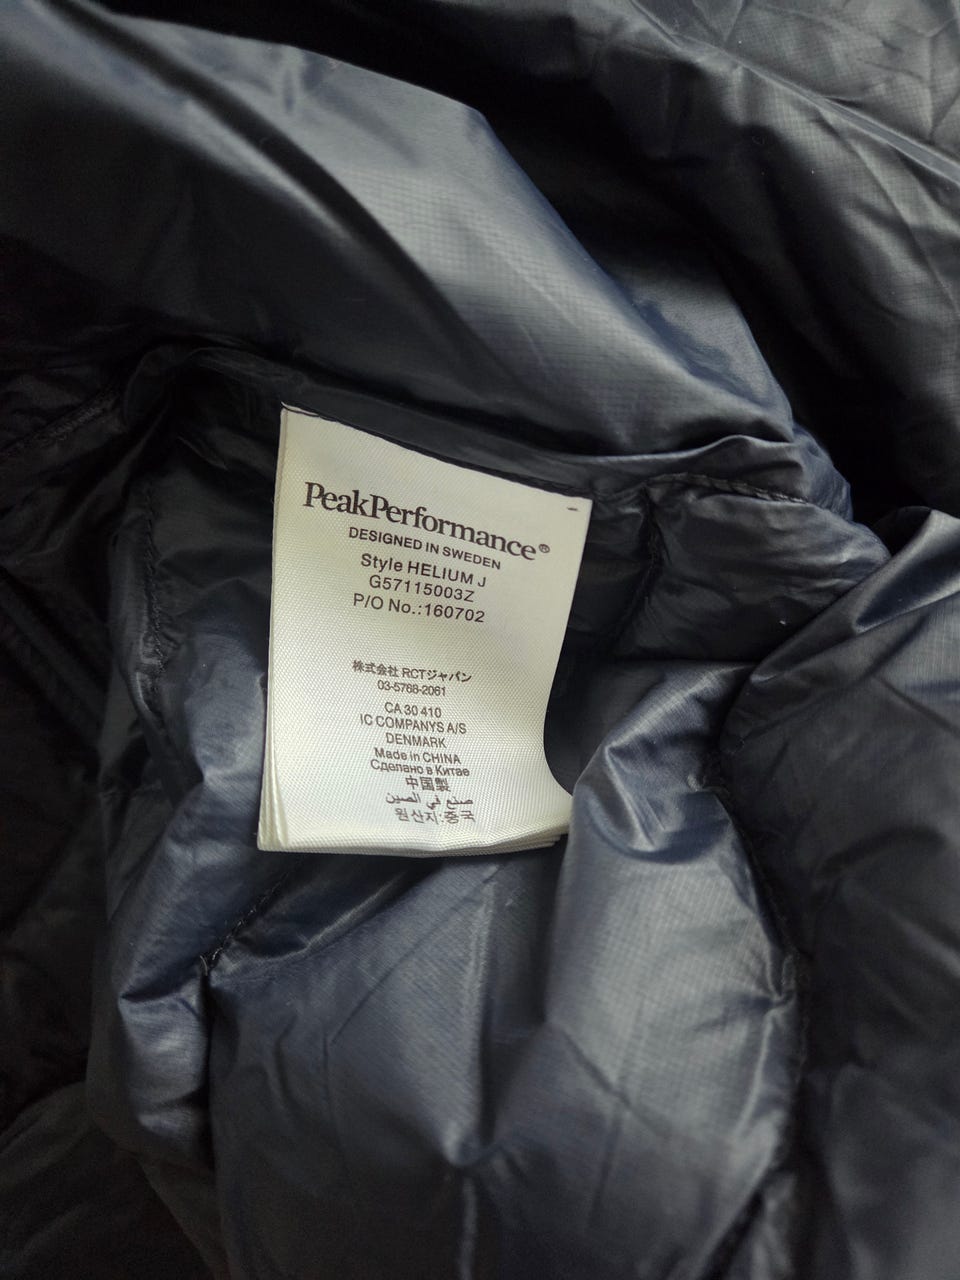 PeakPerformance®
DESIGNED IN SWEDEN
Style HELIUM J
G57115003Z
P/O No.:160702
株式会社 RCTジャパン
03-5768-2061
CA 30 410
IC COMPANYS A/S
DENMARK
Made in CHINA
Сделано в Китае
中国製
صنع في الصين
원산지:중국